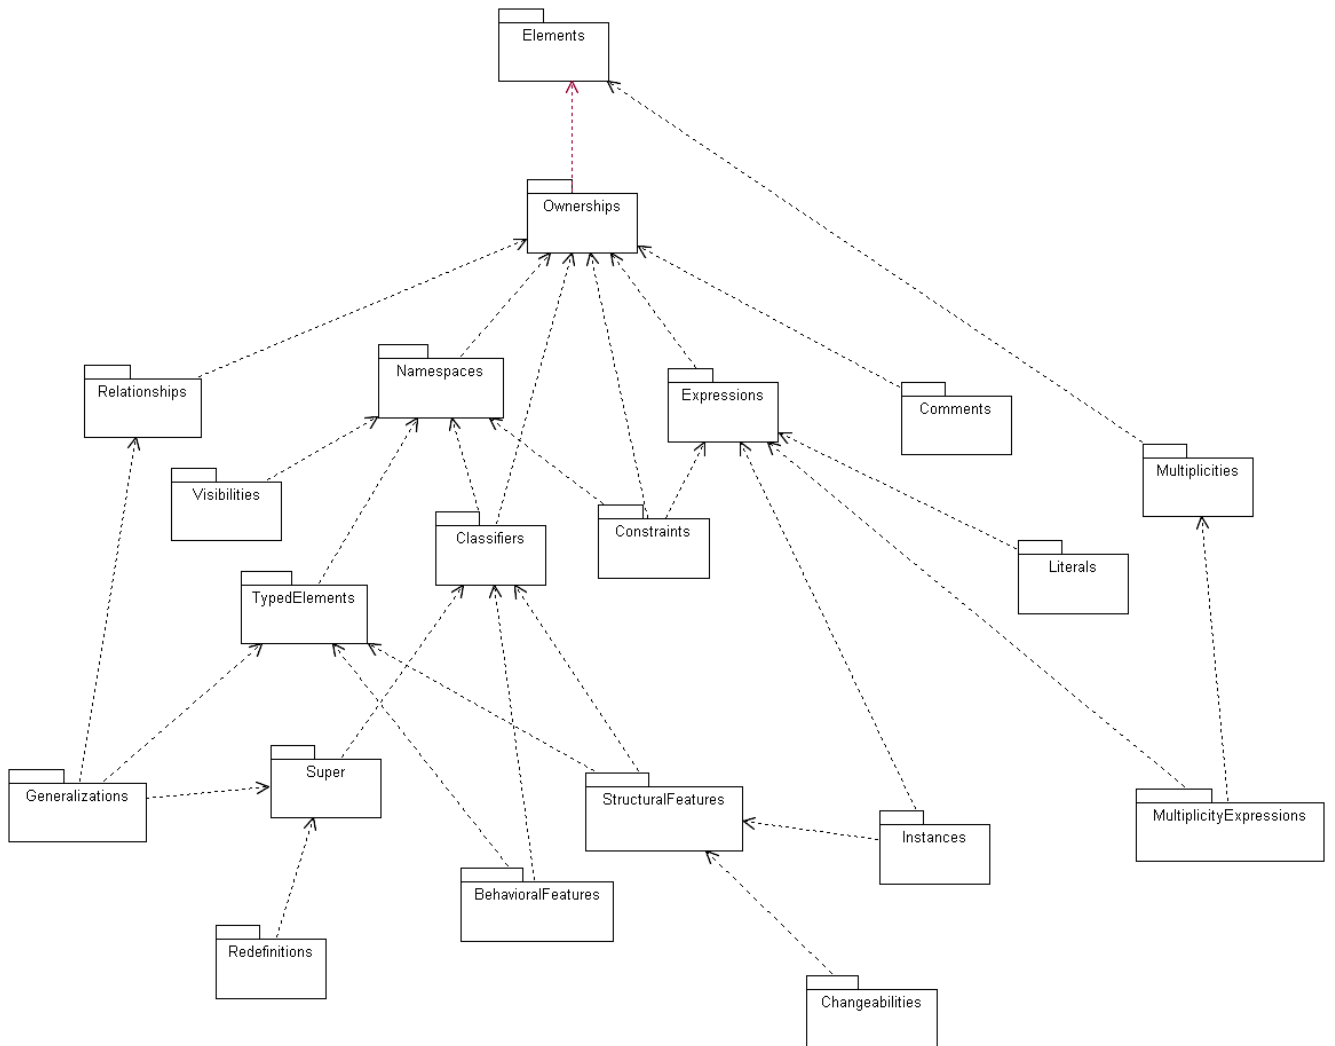 Elements
Ownerships
Relationships
Namespaces
Expressions
Comments
Multiplicities
Visibilities
Classifiers
Constraints
Literals
TypedElements
Generalizations
Super
StructuralFeatures
Instances
MultiplicityExpressions
BehavioralFeatures
Redefinitions
Changeabilities